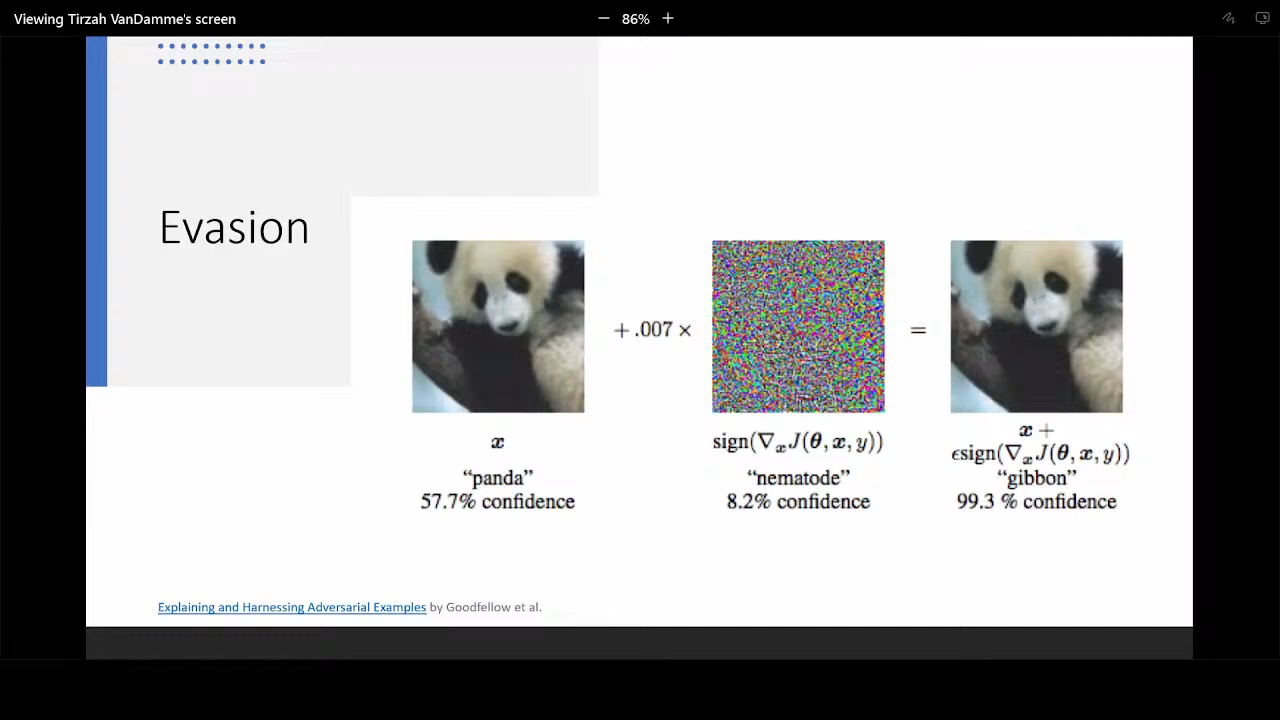 Viewing Tirzah VanDamme's screen
86%
Evasion
+ .007 ×
=
x
sign(∇ₓJ(θ, x, y))
x +
ϵsign(∇ₓJ(θ, x, y))
“panda”
“nematode”
“gibbon”
57.7% confidence
8.2% confidence
99.3 % confidence
Explaining and Harnessing Adversarial Examples by Goodfellow et al.